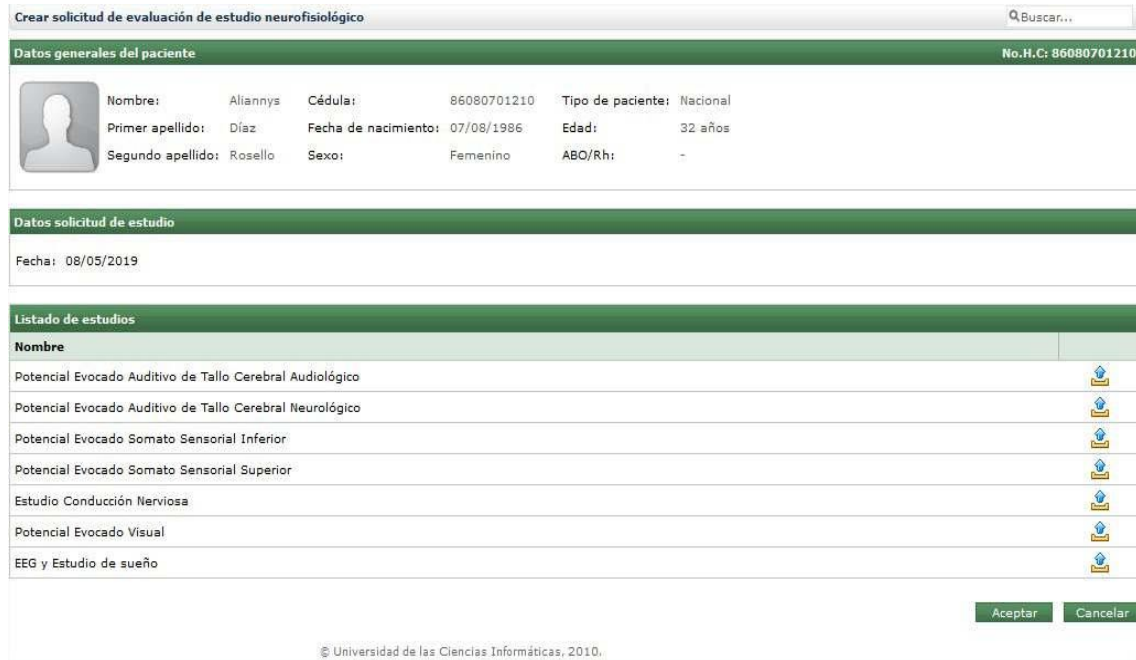 Crear solicitud de evaluación de estudio neurofisiológico Buscar...
Datos generales del paciente No.H.C: 86080701210
Nombre: Aliannys Cédula: 86080701210 Tipo de paciente: Nacional
Primer apellido: Díaz Fecha de nacimiento: 07/08/1986 Edad: 32 años
Segundo apellido: Rosello Sexo: Femenino ABO/Rh: -
Datos solicitud de estudio
Fecha: 08/05/2019
Listado de estudios
Nombre
Potencial Evocado Auditivo de Tallo Cerebral Audiológico
Potencial Evocado Auditivo de Tallo Cerebral Neurológico
Potencial Evocado Somato Sensorial Inferior
Potencial Evocado Somato Sensorial Superior
Estudio Conducción Nerviosa
Potencial Evocado Visual
EEG y Estudio de sueño
Aceptar Cancelar
© Universidad de las Ciencias Informáticas, 2010.